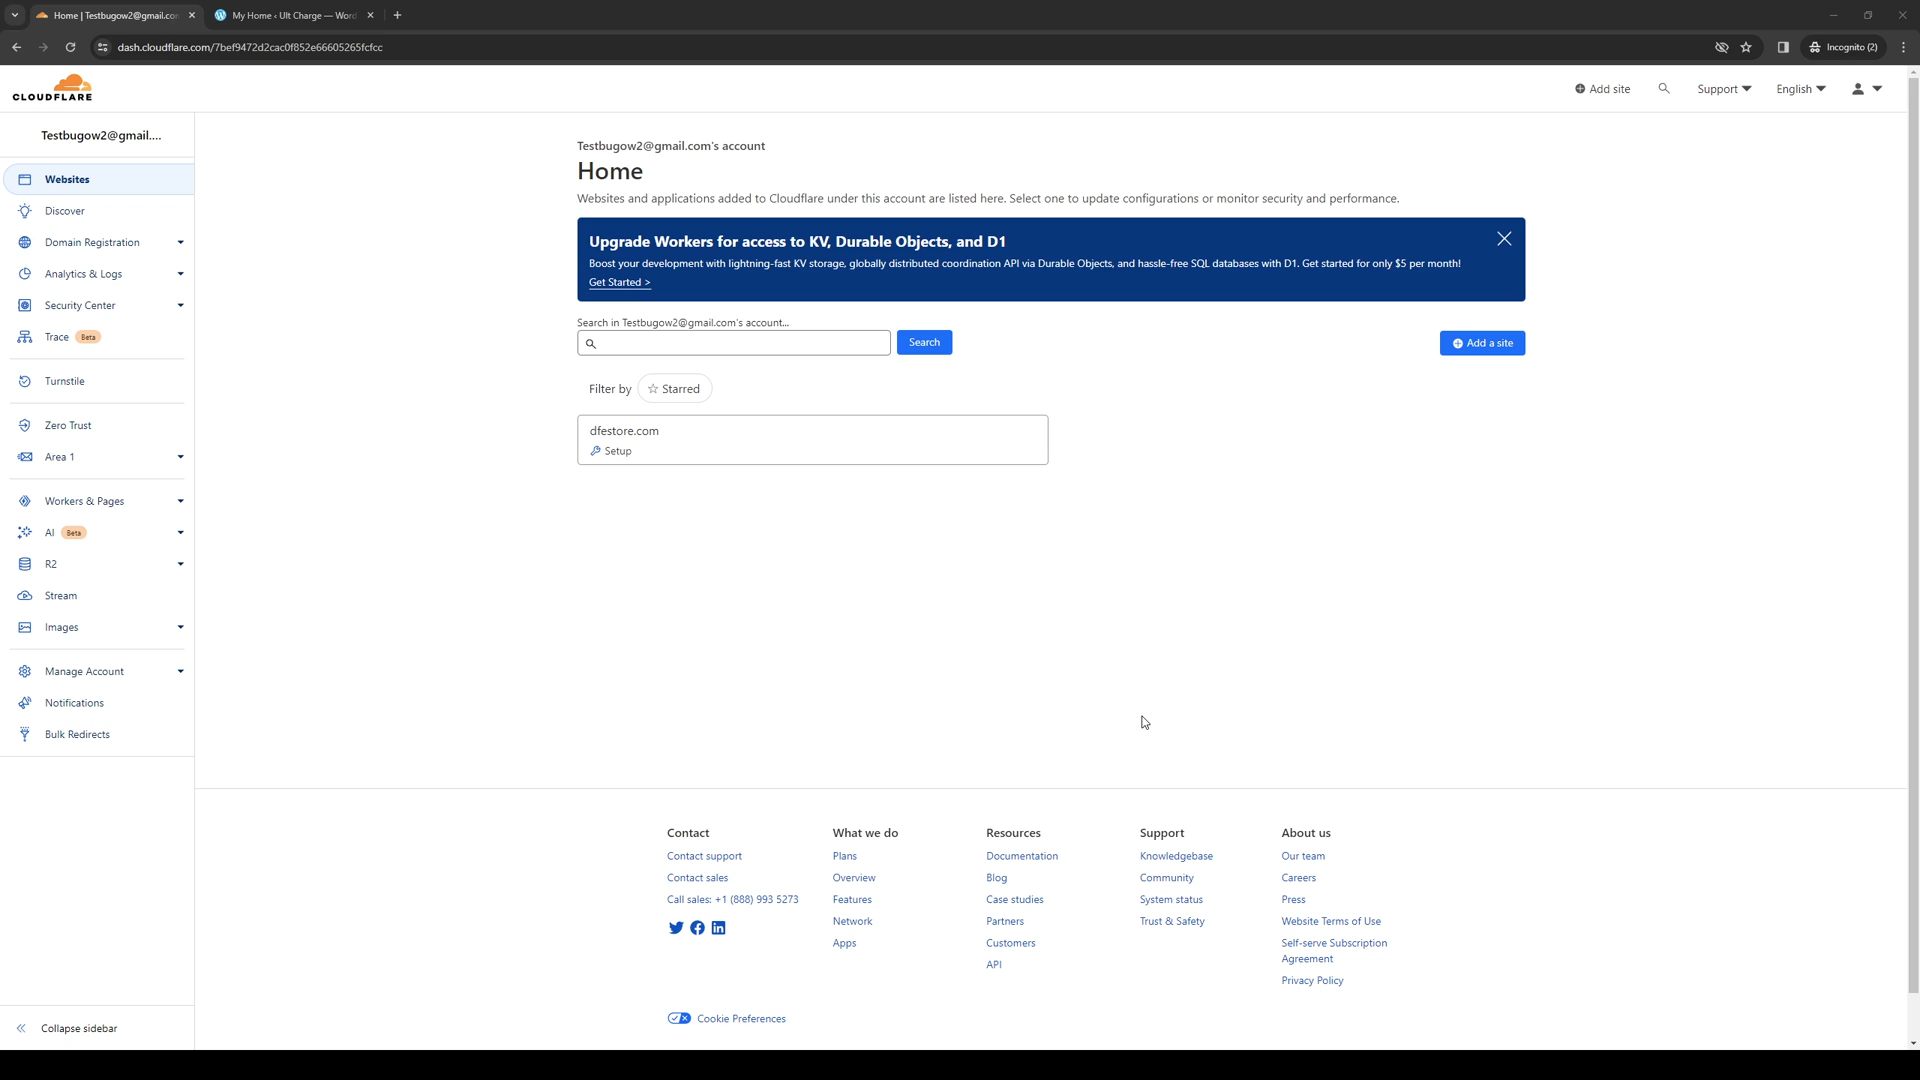 Home | Testbugow2@gmail.con
My Home ‹ Ult Charge — Word
dash.cloudflare.com/7bef9472d2cac0f852e66605265fcfcc
Incognito (2)
CLOUDFLARE
Add site
Support
English
Testbugow2@gmail....
Websites
Discover
Domain Registration
Analytics & Logs
Security Center
Trace Beta
Turnstile
Zero Trust
Area 1
Workers & Pages
AI Beta
R2
Stream
Images
Manage Account
Notifications
Bulk Redirects
Collapse sidebar
Testbugow2@gmail.com's account
Home
Websites and applications added to Cloudflare under this account are listed here. Select one to update configurations or monitor security and performance.
Upgrade Workers for access to KV, Durable Objects, and D1
Boost your development with lightning-fast KV storage, globally distributed coordination API via Durable Objects, and hassle-free SQL databases with D1. Get started for only $5 per month!
Get Started >
Search in Testbugow2@gmail.com's account...
Search
Add a site
Filter by
Starred
dfestore.com
Setup
Contact
Contact support
Contact sales
Call sales: +1 (888) 993 5273
What we do
Plans
Overview
Features
Network
Apps
Resources
Documentation
Blog
Case studies
Partners
Customers
API
Support
Knowledgebase
Community
System status
Trust & Safety
About us
Our team
Careers
Press
Website Terms of Use
Self-serve Subscription
Agreement
Privacy Policy
Cookie Preferences